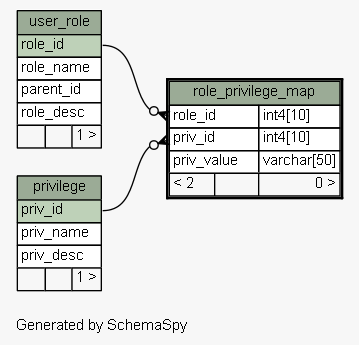 user_role
role_id
role_name
parent_id
role_desc
1 >
role_privilege_map
role_id int4[10]
priv_id int4[10]
priv_value varchar[50]
< 2 0 >
privilege
priv_id
priv_name
priv_desc
1 >
Generated by SchemaSpy